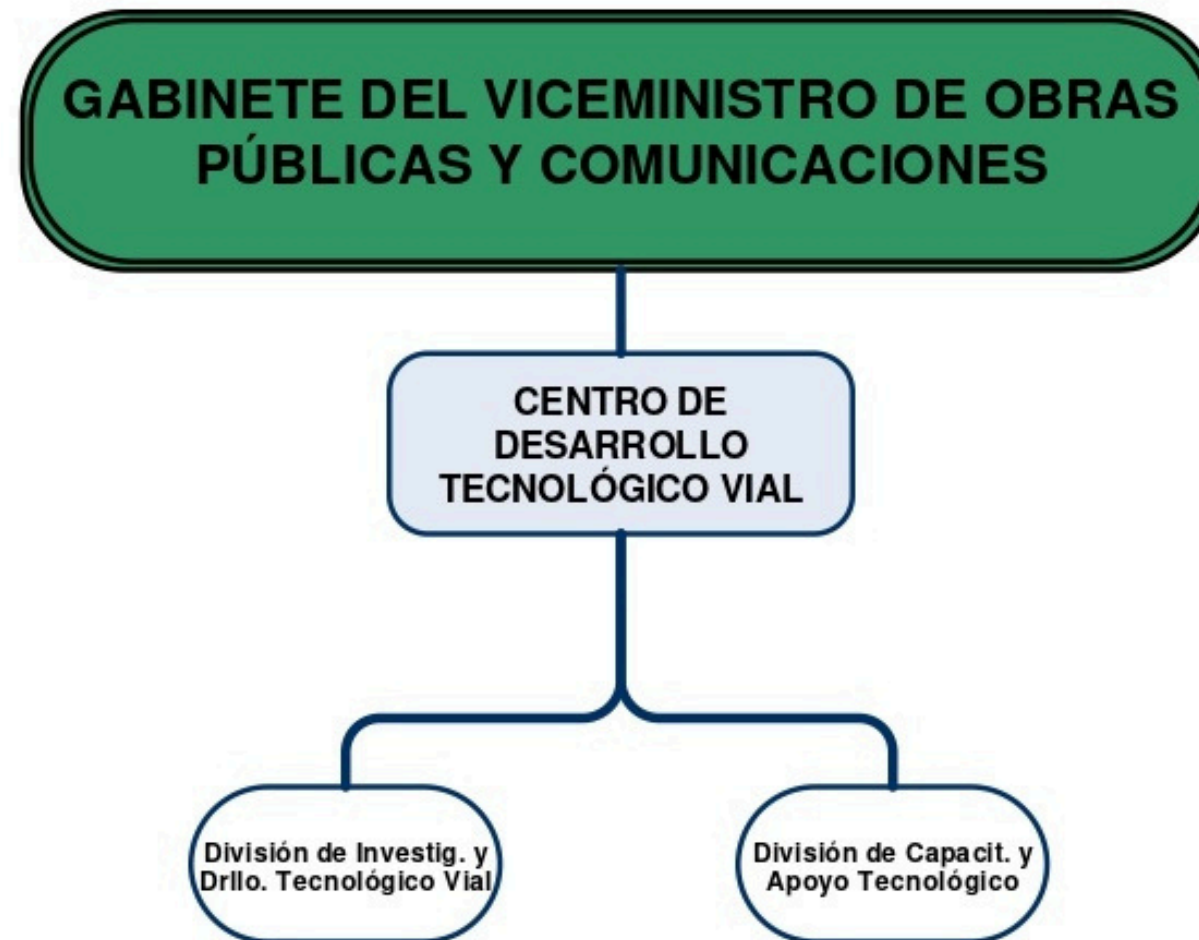 GABINETE DEL VICEMINISTRO DE OBRAS
PÚBLICAS Y COMUNICACIONES
CENTRO DE
DESARROLLO
TECNOLÓGICO VIAL
División de Investig. y
Drllo. Tecnológico Vial
División de Capacit. y
Apoyo Tecnológico